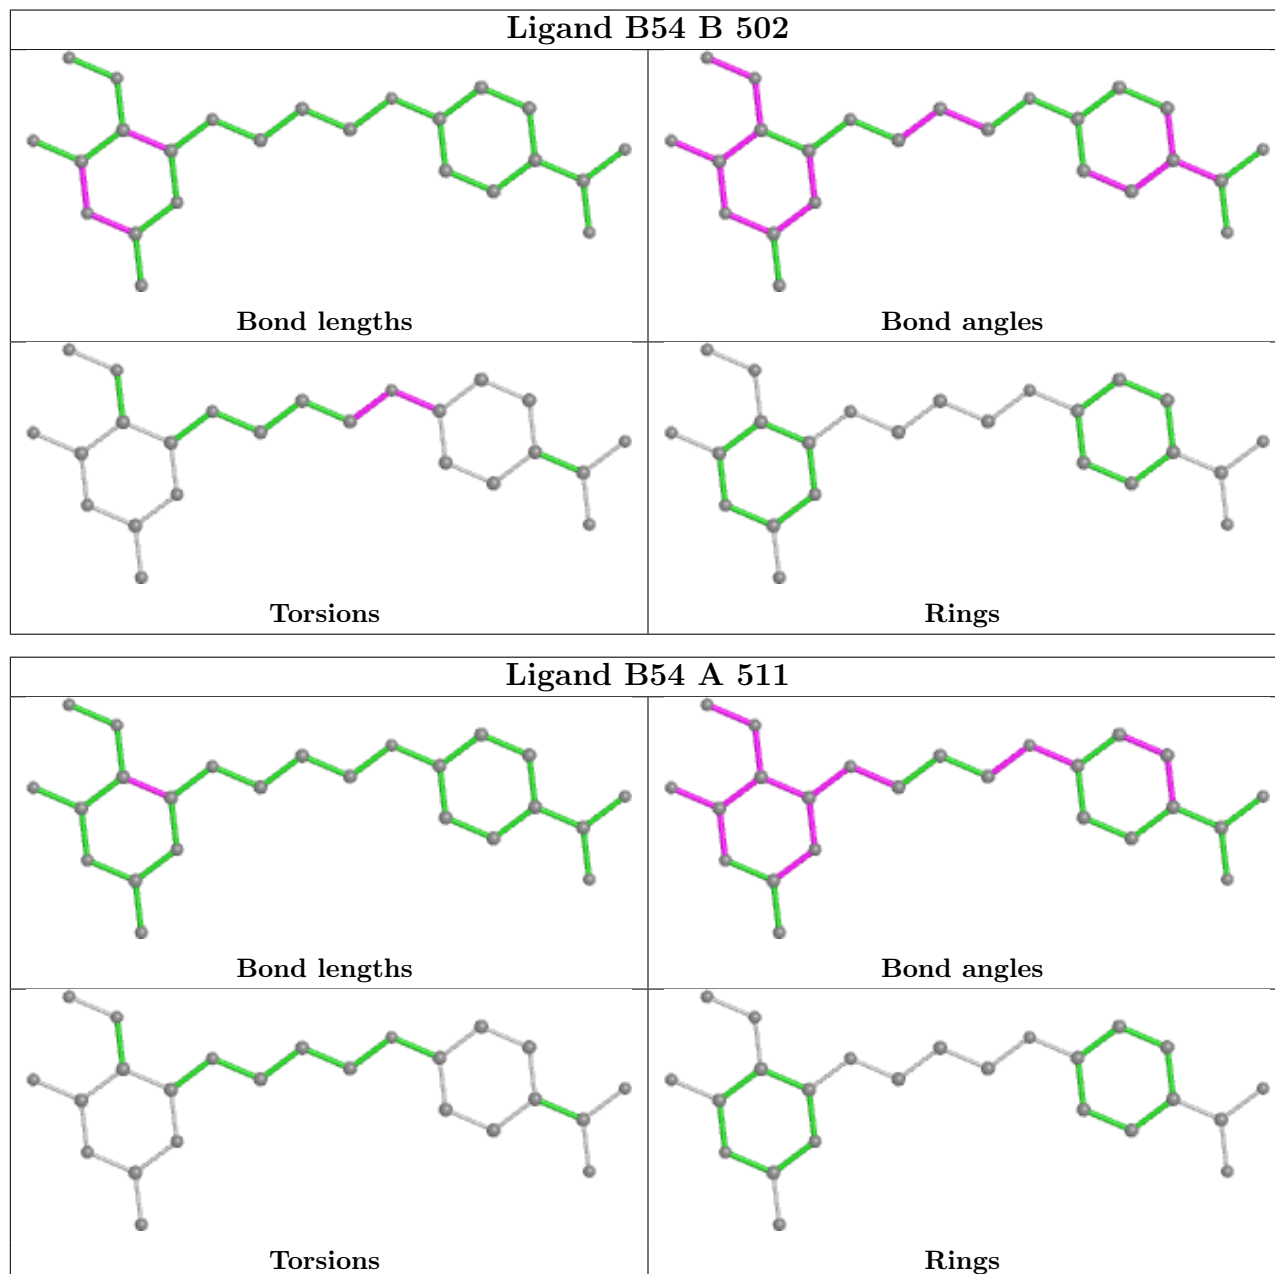 Ligand B54 B 502
Bond lengths
Bond angles
Torsions
Rings
Ligand B54 A 511
Bond lengths
Bond angles
Torsions
Rings